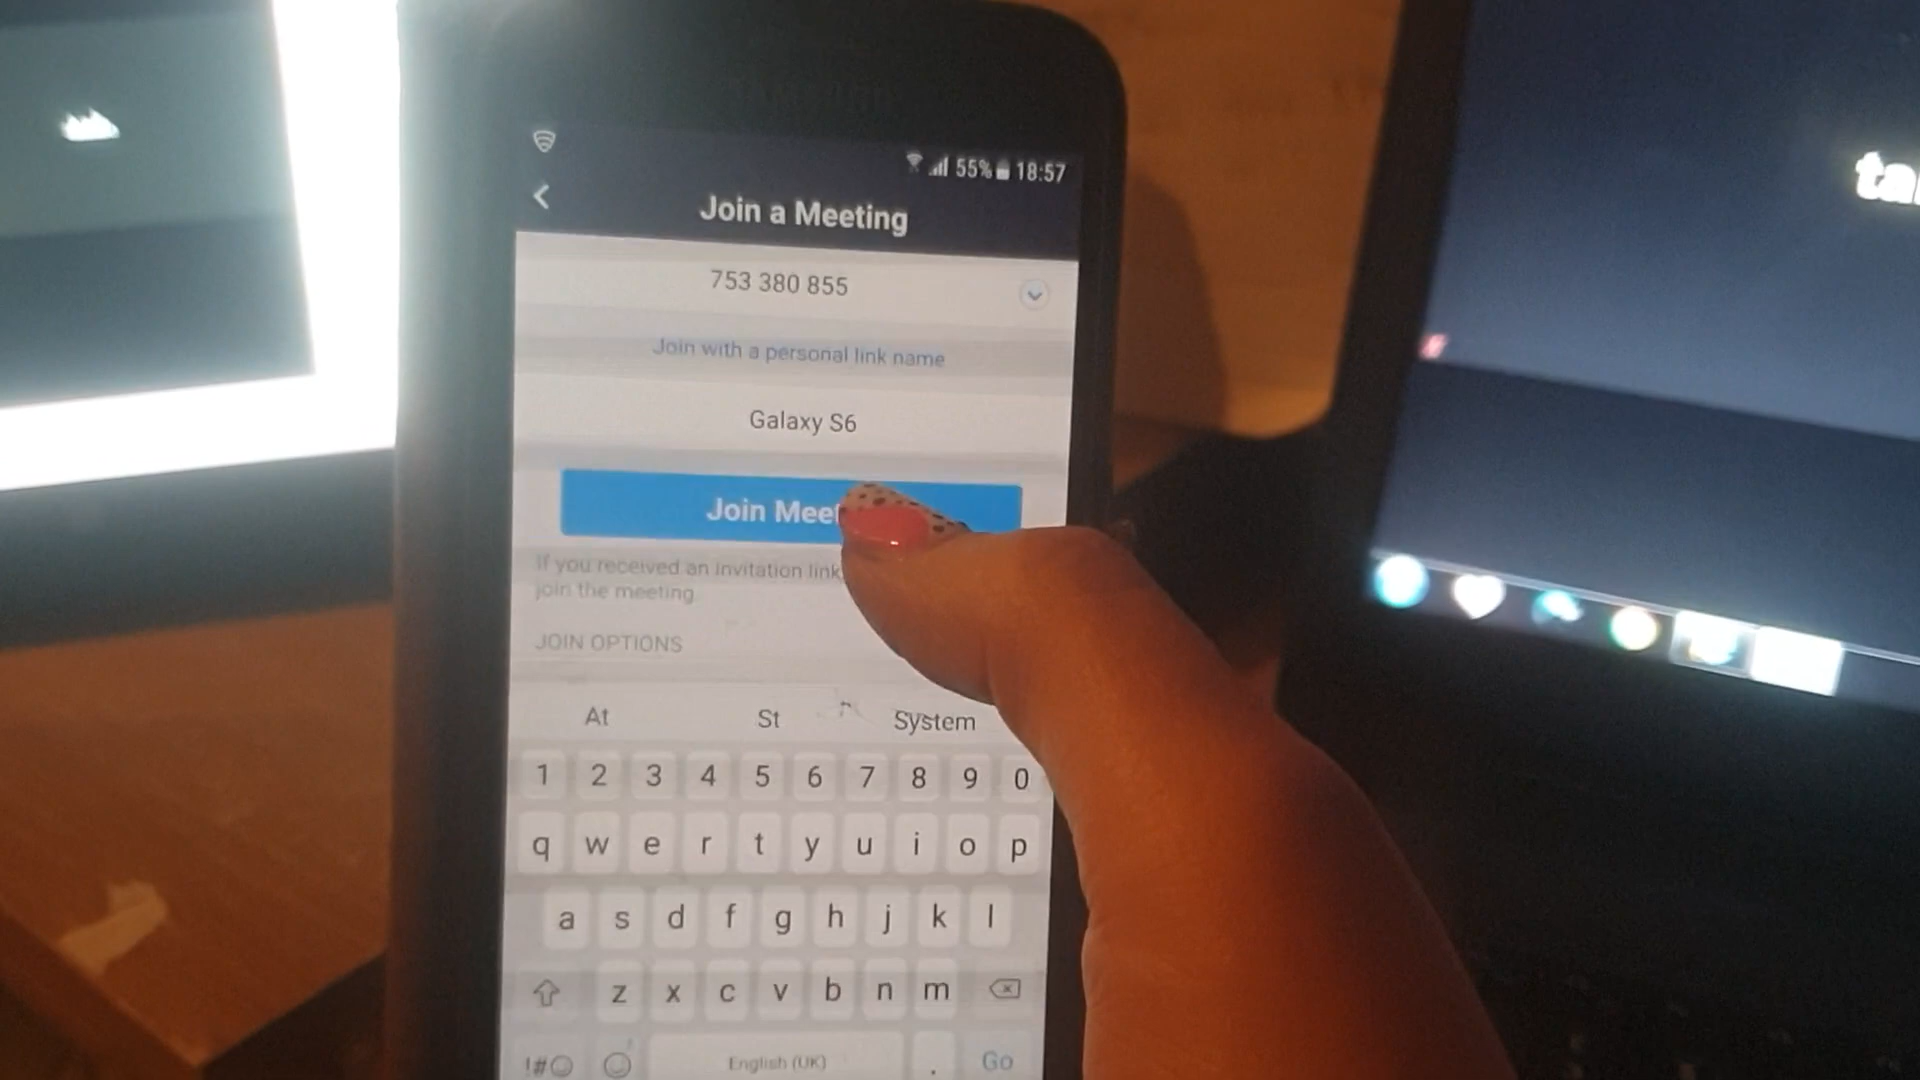 55% 18:57
Join a Meeting
753 380 855
Join with a personal link name
Galaxy S6
Join Mee
If you received an invitation link
join the meeting
JOIN OPTIONS
At St System
1 2 3 4 5 6 7 8 9 0
q w e r t y u i o p
a s d f g h j k l
z x c v b n m
!#☺ English (UK) . Go
ta